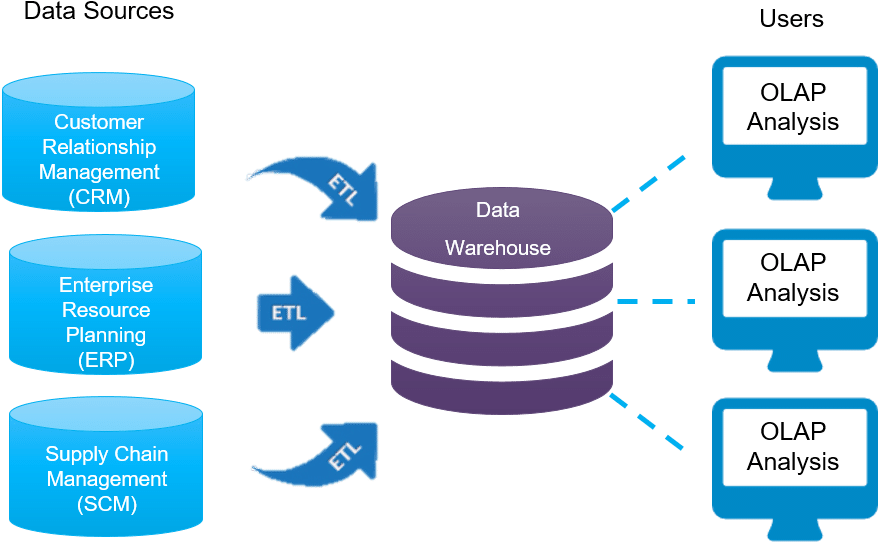 Data Sources
Users
Customer
Relationship
Management
(CRM)
Enterprise
Resource
Planning
(ERP)
Supply Chain
Management
(SCM)
ETL
ETL
ETL
Data
Warehouse
OLAP
Analysis
OLAP
Analysis
OLAP
Analysis